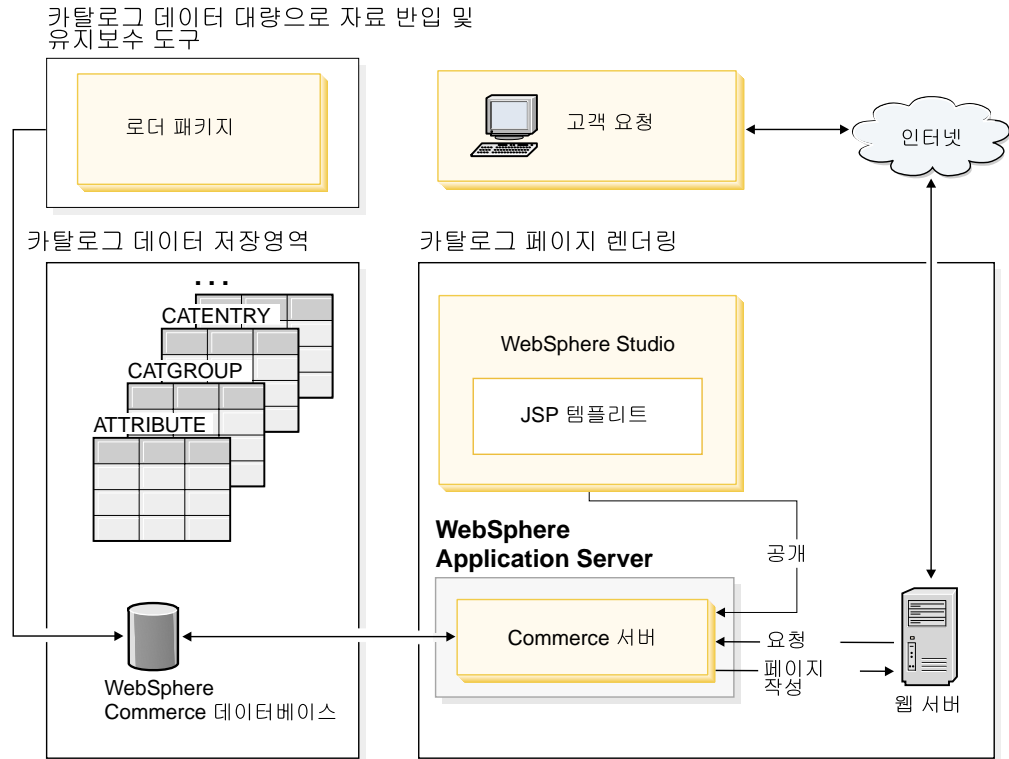 카탈로그 데이터 대량으로 자료 반입 및
유지보수 도구
로더 패키지
고객 요청
인터넷
카탈로그 데이터 저장영역
카탈로그 페이지 렌더링
...
CATENTRY
CATGROUP
ATTRIBUTE
WebSphere Studio
JSP 템플리트
WebSphere
Application Server
공개
Commerce 서버
요청
페이지
작성
웹 서버
WebSphere
Commerce 데이터베이스